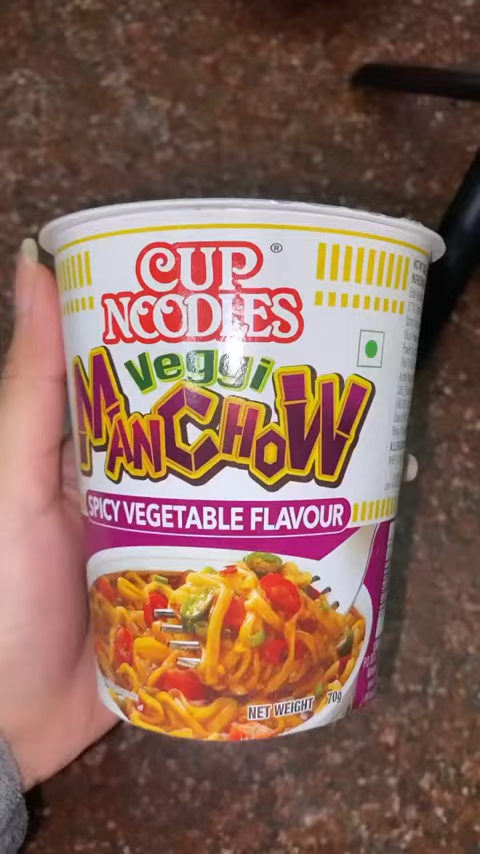 CUP ®
NOODLES
Veggi
MANCHOW
SPICY VEGETABLE FLAVOUR
NET WEIGHT 70g